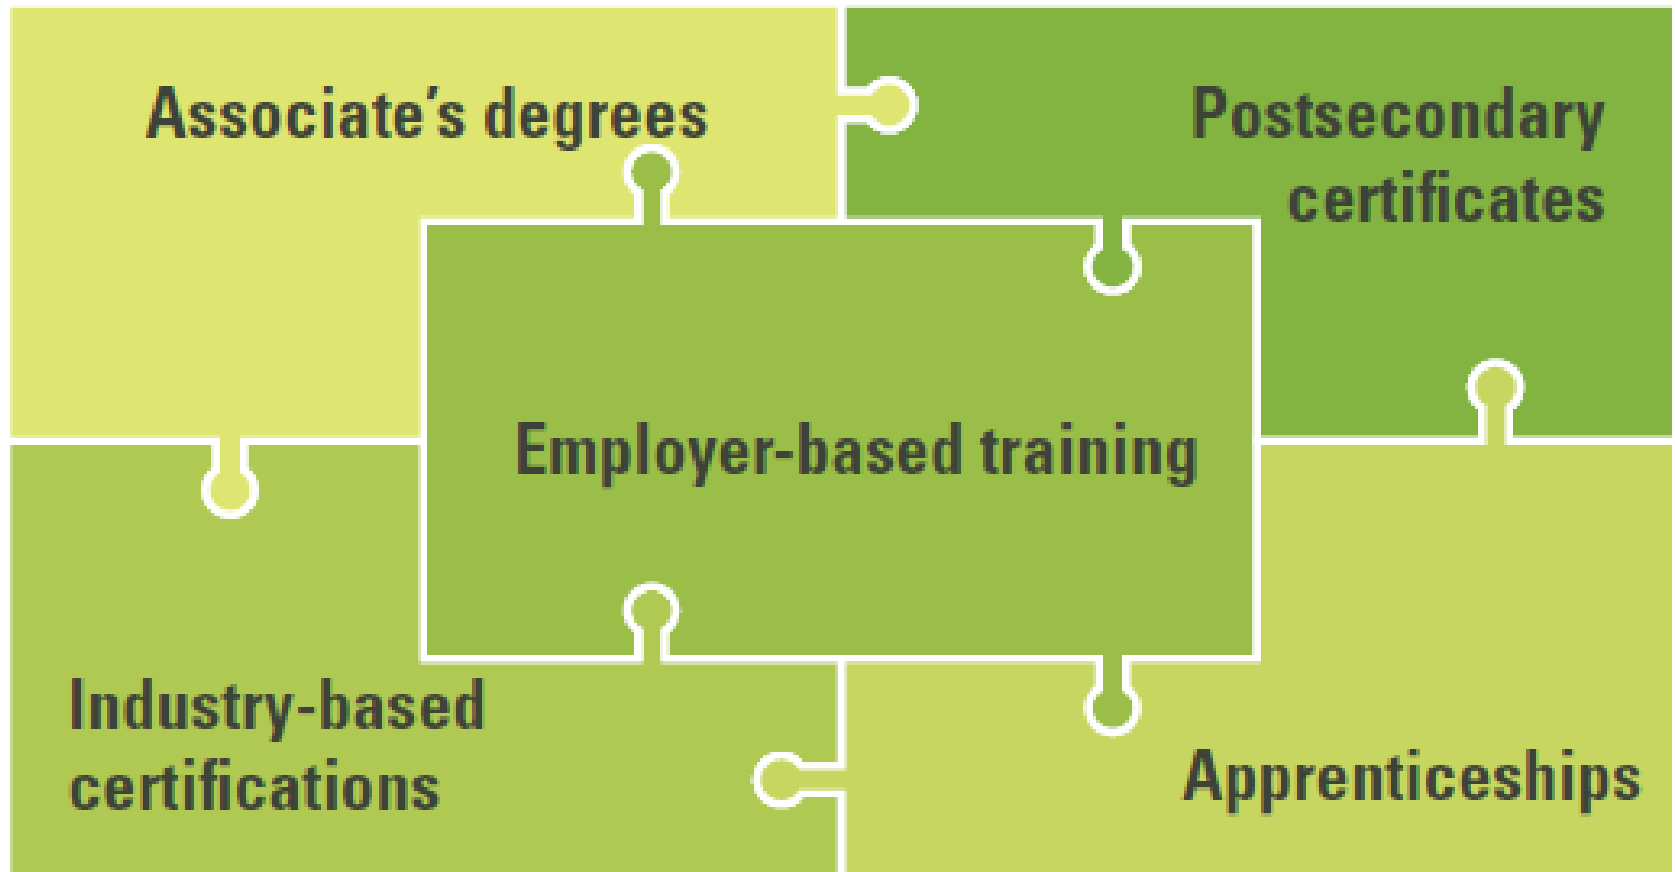 Associate’s degrees
Postsecondary
certificates
Employer-based training
Industry-based
certifications
Apprenticeships